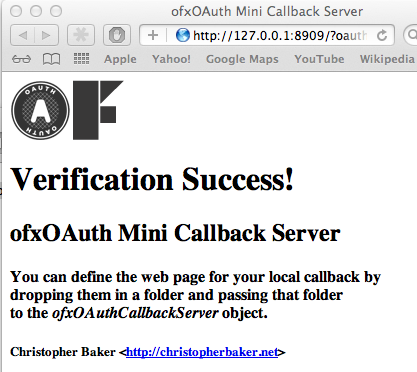 ofxOAuth Mini Callback Server
http://127.0.0.1:8909/?oauth
Apple Yahoo! Google Maps YouTube Wikipedia
OAUTH
A
OAUTH
Verification Success!
ofxOAuth Mini Callback Server
You can define the web page for your local callback by
dropping them in a folder and passing that folder
to the ofxOAuthCallbackServer object.
Christopher Baker <http://christopherbaker.net>